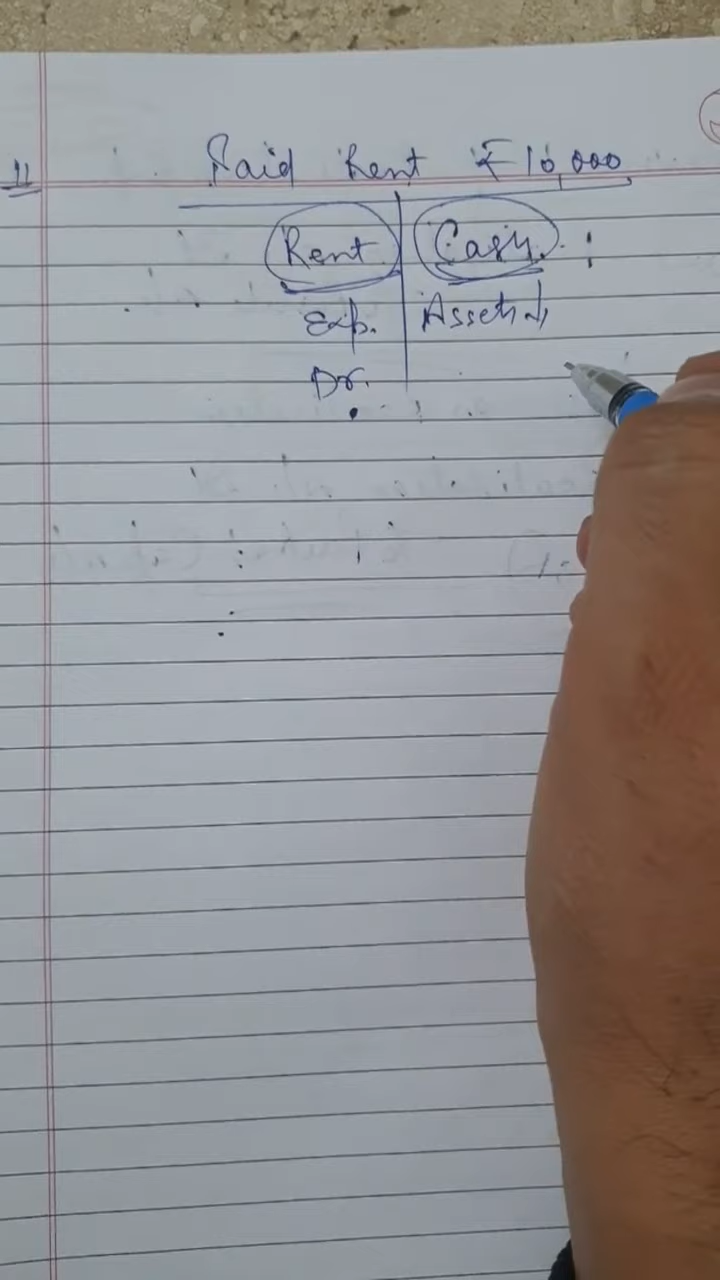 11 Paid Rent ₹ 10,000
Rent Cash
Exp. Asset ↓
Dr.